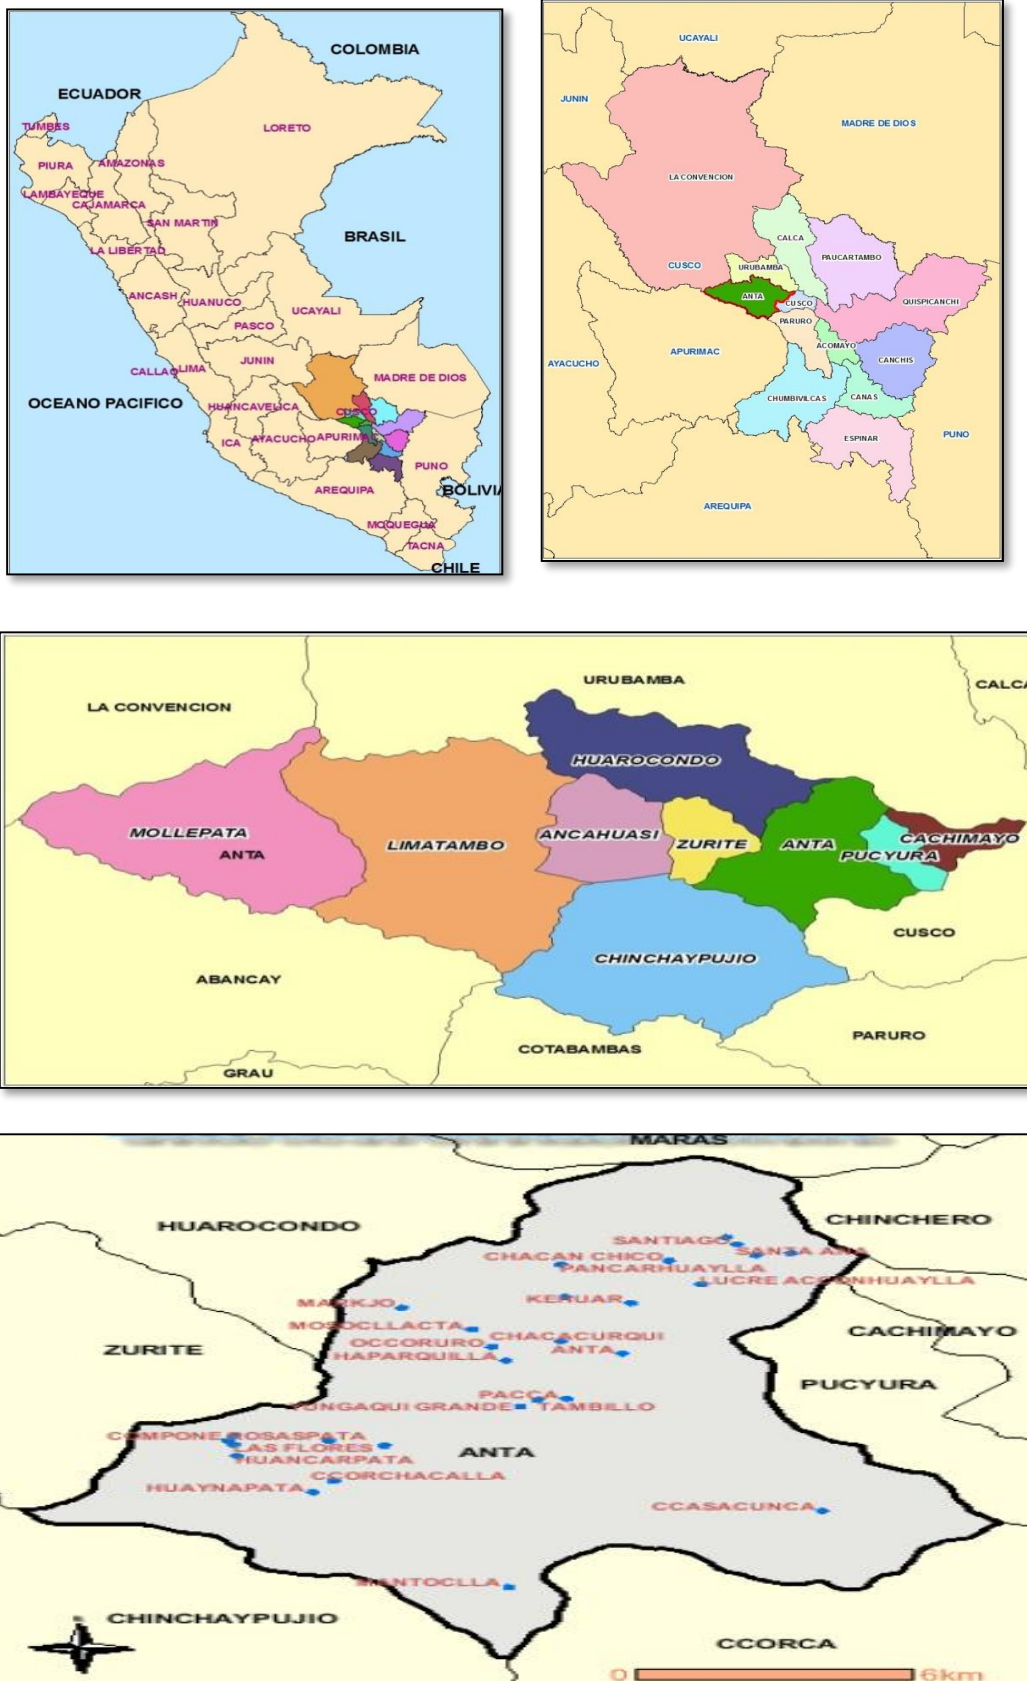 COLOMBIA
ECUADOR
TUMBES
LORETO
PIURA
AMAZONAS
LAMBAYEQUE
CAJAMARCA
SAN MARTIN
BRASIL
LA LIBERTAD
ANCASH
HUANUCO
UCAYALI
PASCO
JUNIN
CALLAO
LIMA
MADRE DE DIOS
OCEANO PACIFICO
HUANCAVELICA
CUSCO
ICA
AYACUCHO
APURIMAC
PUNO
AREQUIPA
BOLIVIA
MOQUEGUA
TACNA
CHILE
UCAYALI
JUNIN
MADRE DE DIOS
LA CONVENCION
CALCA
PAUCARTAMBO
CUSCO
URUBAMBA
ANTA
CUSCO
QUISPICANCHI
PARURO
ACOMAYO
APURIMAC
AYACUCHO
CANCHIS
CHUMBIVILCAS
CANAS
ESPINAR
PUNO
AREQUIPA
URUBAMBA
CALCA
LA CONVENCION
HUAROCONDO
MOLLEPATA
ANCAHUASI
LIMATAMBO
ZURITE
ANTA
CACHIMAYO
PUCYURA
ANTA
CUSCO
CHINCHAYPUJIO
ABANCAY
COTABAMBAS
PARURO
GRAU
MARAS
HUAROCONDO
CHINCHERO
SANTIAGO
SANTA ANA
CHACAN CHICO
PANCARHUAYLLA
LUCRE ACCONHUAYLLA
MARKJO
KEHUAR
MOSOCLLACTA
CHACACURQUI
CACHIMAYO
OCCORURO
ZURITE
HAPARQUILLA
ANTA
PUCYURA
PACCA
YUNGAQUI GRANDE
TAMBILLO
COMPONE
ROSASPATA
LAS FLORES
ANTA
HUANCARPATA
CCORCHACALLA
HUAYNAPATA
CCASACUNCA
MANTOCLLA
CHINCHAYPUJIO
CCORCA
0 6km